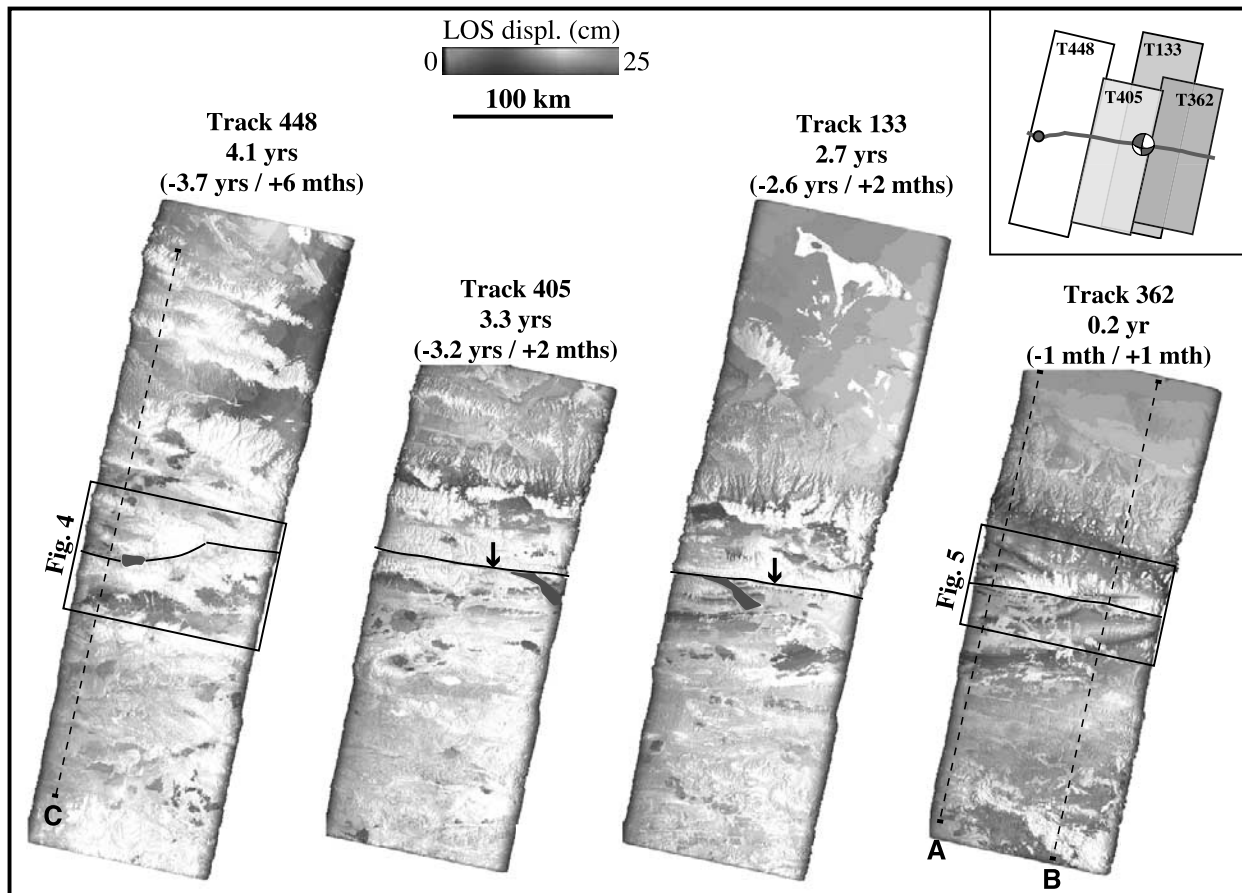 LOS displ. (cm)
0
25
100 km
T448
T133
T405
T362
Track 448
4.1 yrs
(-3.7 yrs / +6 mths)
Track 405
3.3 yrs
(-3.2 yrs / +2 mths)
Track 133
2.7 yrs
(-2.6 yrs / +2 mths)
Track 362
0.2 yr
(-1 mth / +1 mth)
Fig. 4
Fig. 5
C
A
B